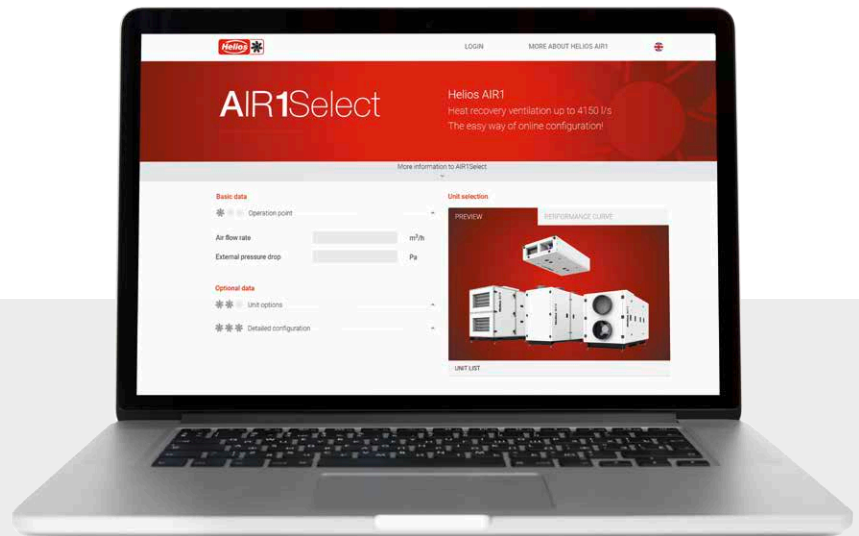 Helios
LOGIN
MORE ABOUT HELIOS AIR1
AIR1Select
Helios AIR1
Heat recovery ventilation up to 4150 l/s
The easy way of online configuration!
More information to AIR1Select
Basic data
Operation point
Air flow rate
m³/h
External pressure drop
Pa
Optional data
Unit options
Detailed configuration
Unit selection
PREVIEW
PERFORMANCE CURVE
UNIT LIST